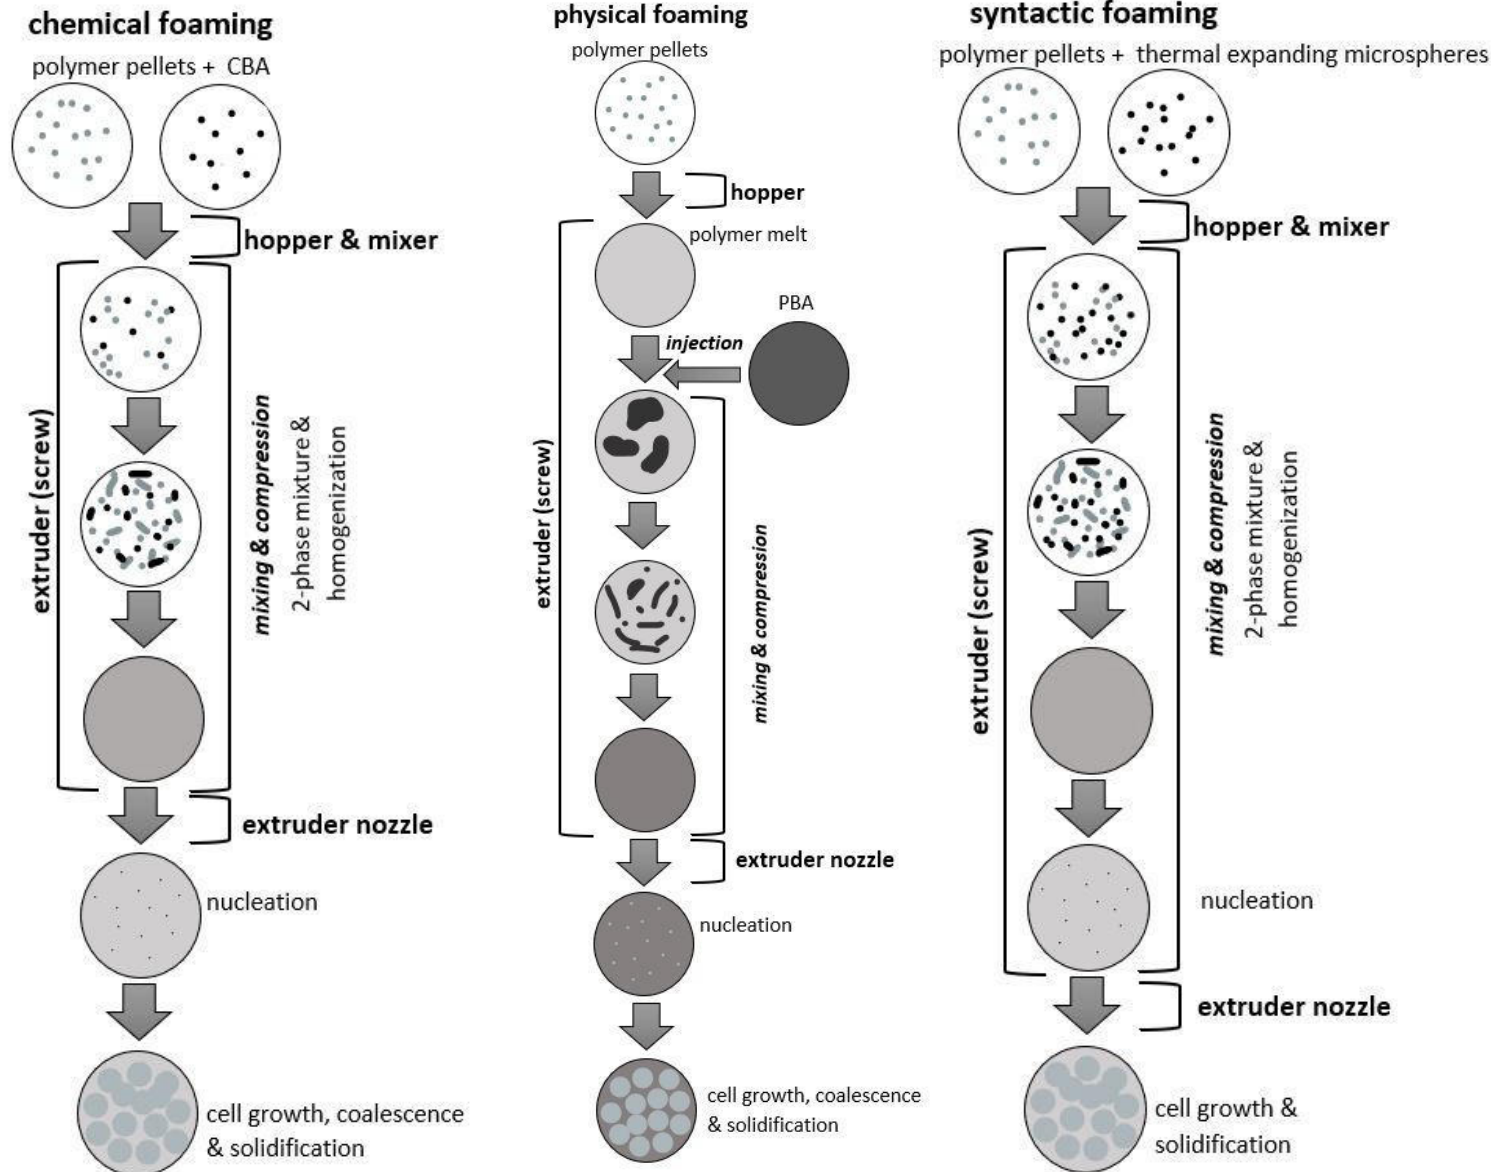 chemical foaming
polymer pellets + CBA
hopper & mixer
extruder (screw)
mixing & compression
2-phase mixture &
homogenization
extruder nozzle
nucleation
cell growth, coalescence
& solidification
physical foaming
polymer pellets
hopper
polymer melt
PBA
injection
extruder (screw)
mixing & compression
extruder nozzle
nucleation
cell growth, coalescence
& solidification
syntactic foaming
polymer pellets + thermal expanding microspheres
hopper & mixer
extruder (screw)
mixing & compression
2-phase mixture &
homogenization
nucleation
extruder nozzle
cell growth &
solidification